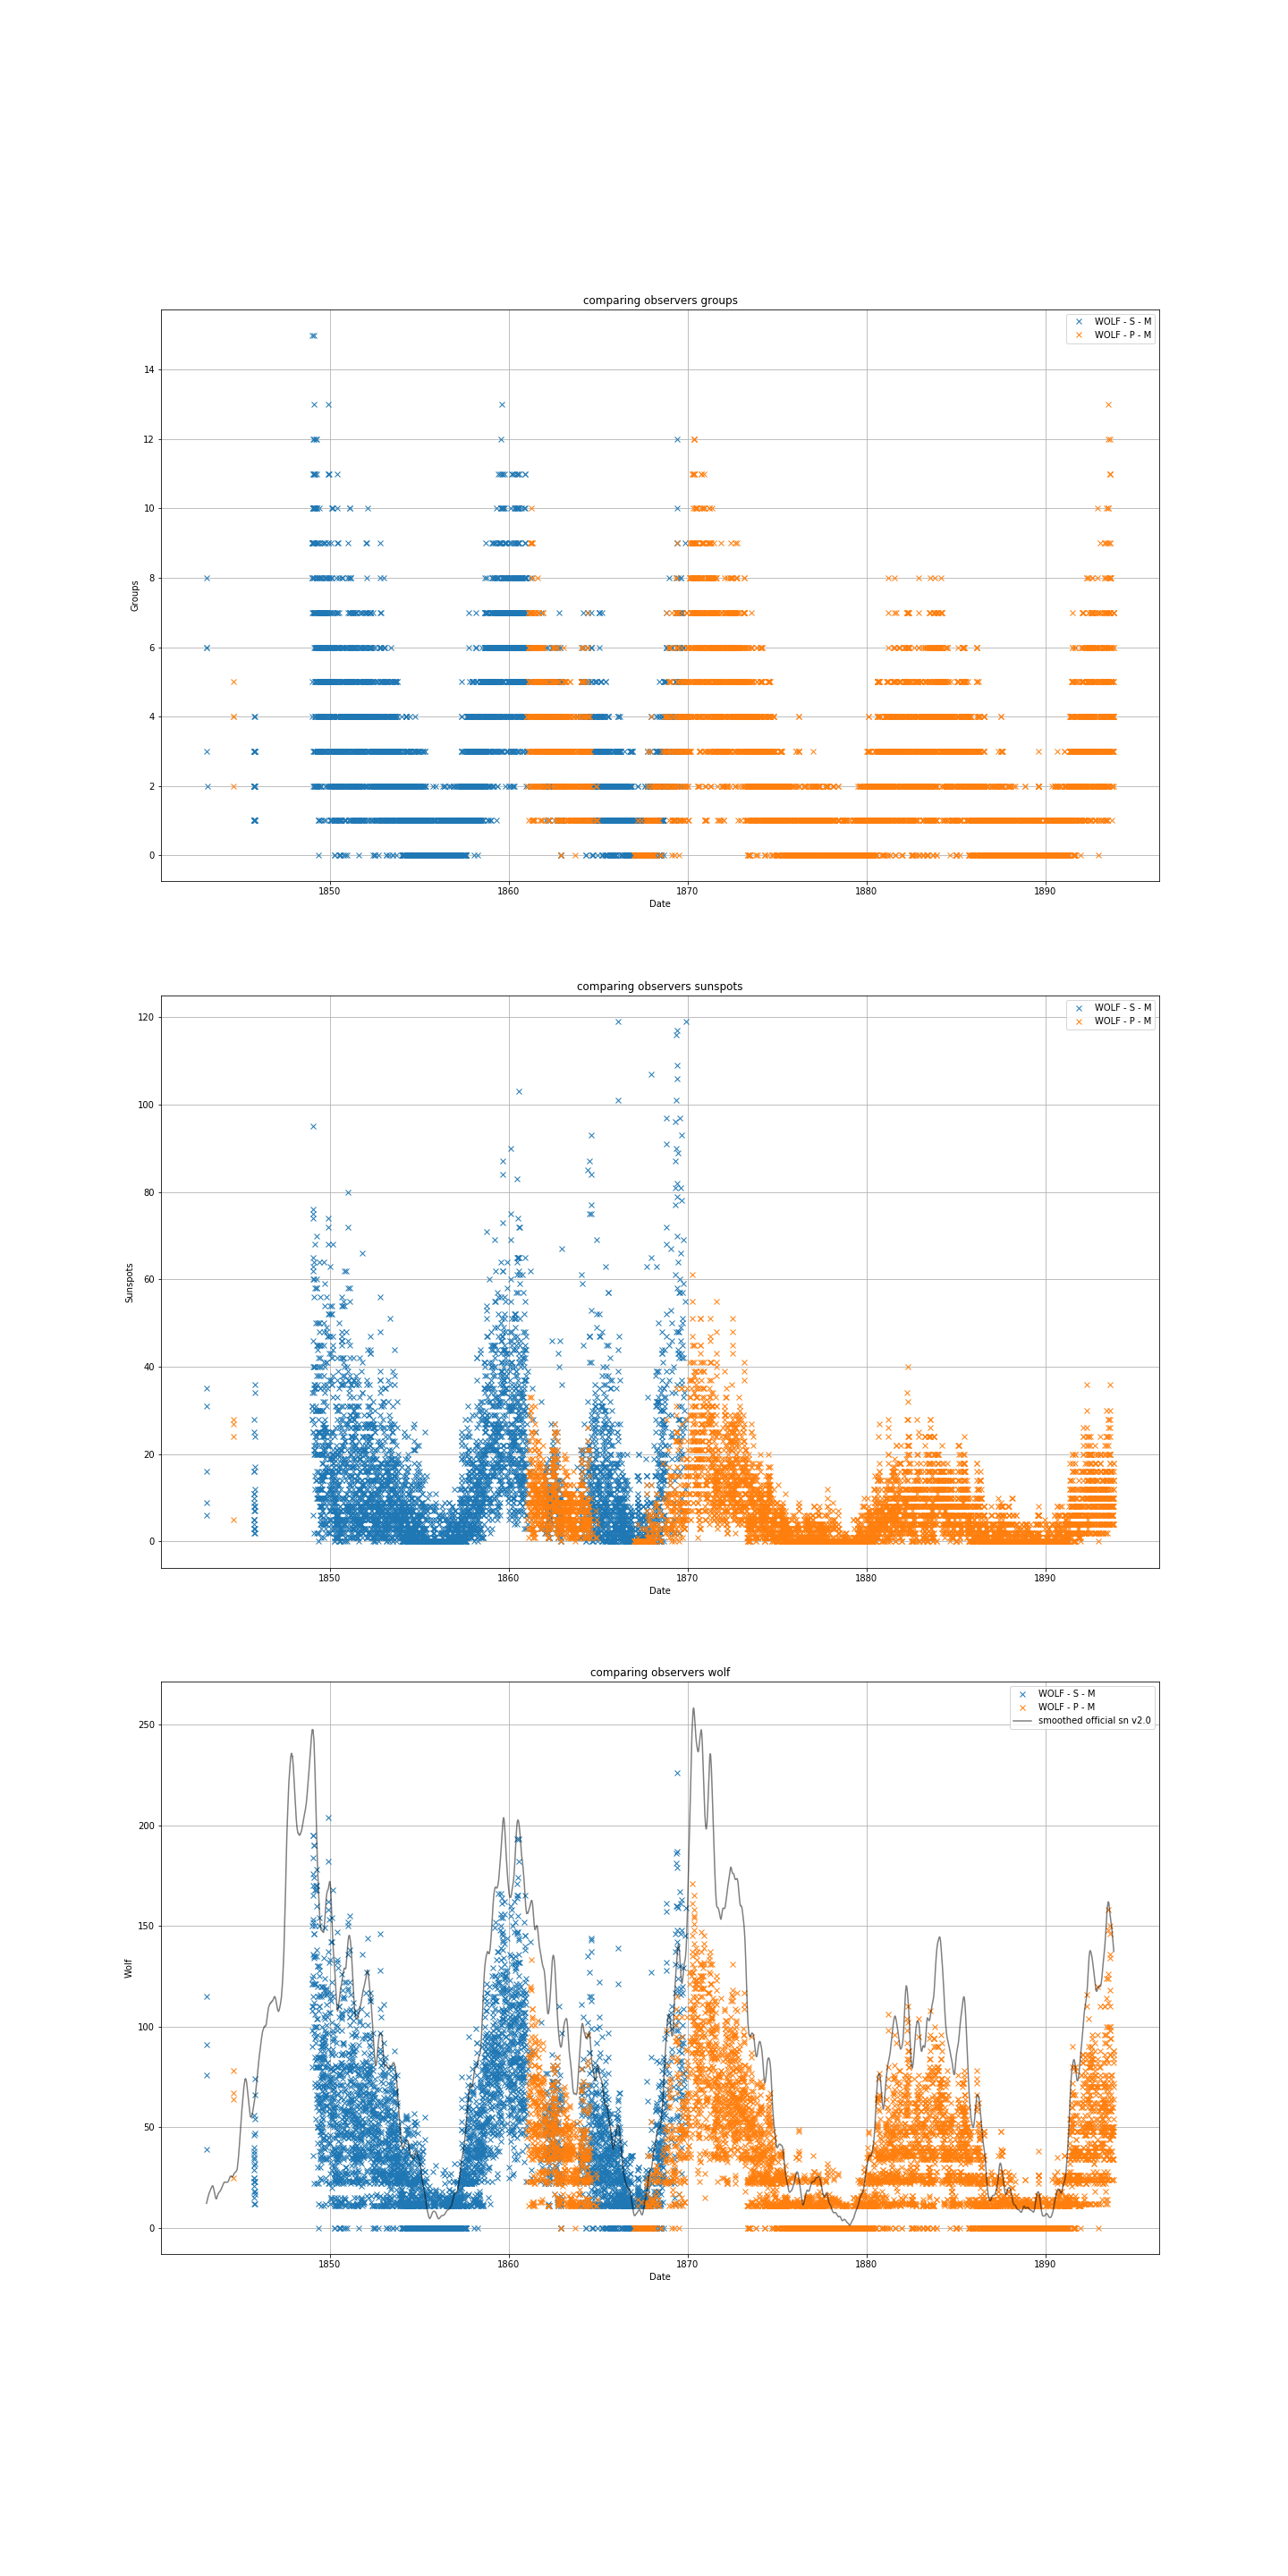 comparing observers groups
WOLF - S - M
WOLF - P - M
14
12
10
8
6
4
2
0
Groups
1850 1860 1870 1880 1890
Date
comparing observers sunspots
WOLF - S - M
WOLF - P - M
120
100
80
60
40
20
0
Sunspots
1850 1860 1870 1880 1890
Date
comparing observers wolf
WOLF - S - M
WOLF - P - M
smoothed official sn v2.0
250
200
150
100
50
0
Wolf
1850 1860 1870 1880 1890
Date